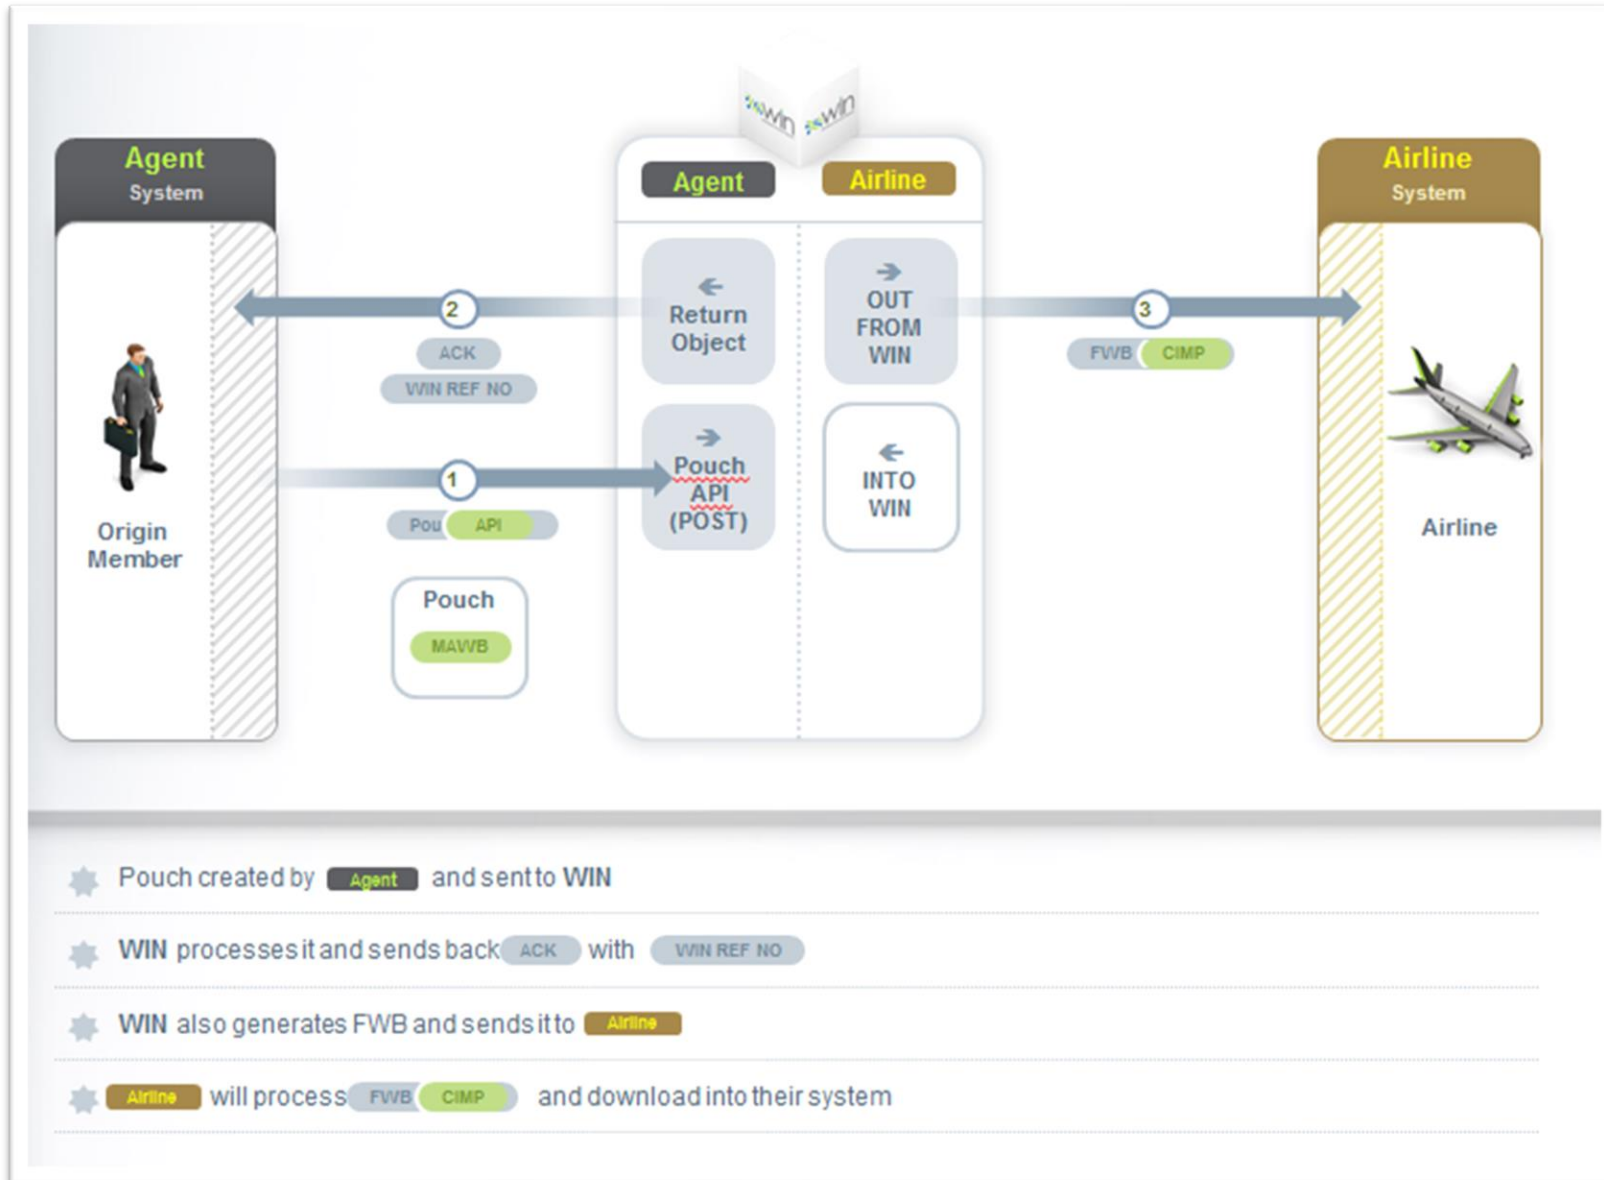 win win
Agent
System
Agent
Airline
Airline
System
Return
Object
OUT
FROM
WIN
2
ACK
WIN REF NO
3
FWB CIMP
Pouch
API
(POST)
INTO
WIN
1
Pou API
Origin
Member
Airline
Pouch
MAWB
Pouch created by Agent and sent to WIN
WIN processes it and sends back ACK with WIN REF NO
WIN also generates FWB and sends it to Airline
Airline will process FWB CIMP and download into their system